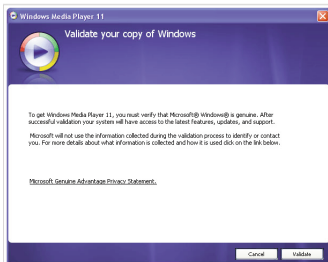 Windows Media Player 11
Validate your copy of Windows
To get Windows Media Player 11, you must verify that Microsoft® Windows® is genuine. After
successful validation your system will have access to the latest features, updates, and support.
Microsoft will not use the information collected during the validation process to identify or contact
you. For more details about what information is collected and how it is used click on the link below.
Microsoft Genuine Advantage Privacy Statement.
Cancel Validate